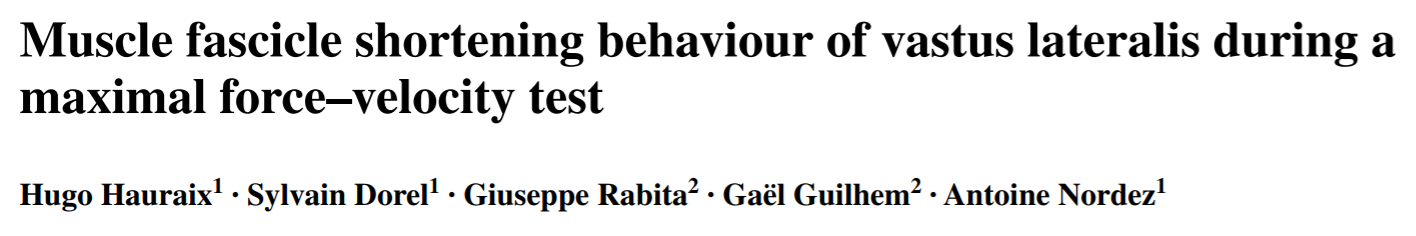 Muscle fascicle shortening behaviour of vastus lateralis during a
maximal force–velocity test
Hugo Hauraix¹ · Sylvain Dorel¹ · Giuseppe Rabita² · Gaël Guilhem² · Antoine Nordez¹